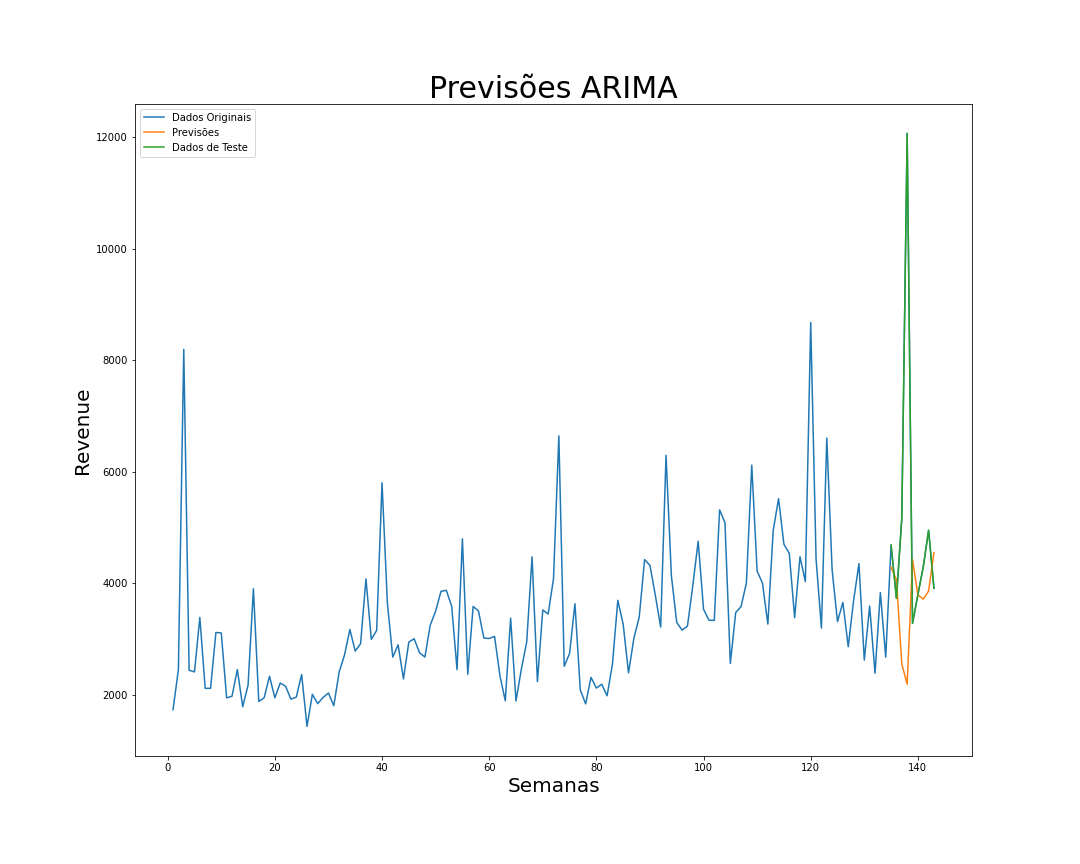 Previsões ARIMA
Dados Originais
Previsões
Dados de Teste
12000
10000
8000
6000
4000
2000
Revenue
0 20 40 60 80 100 120 140
Semanas